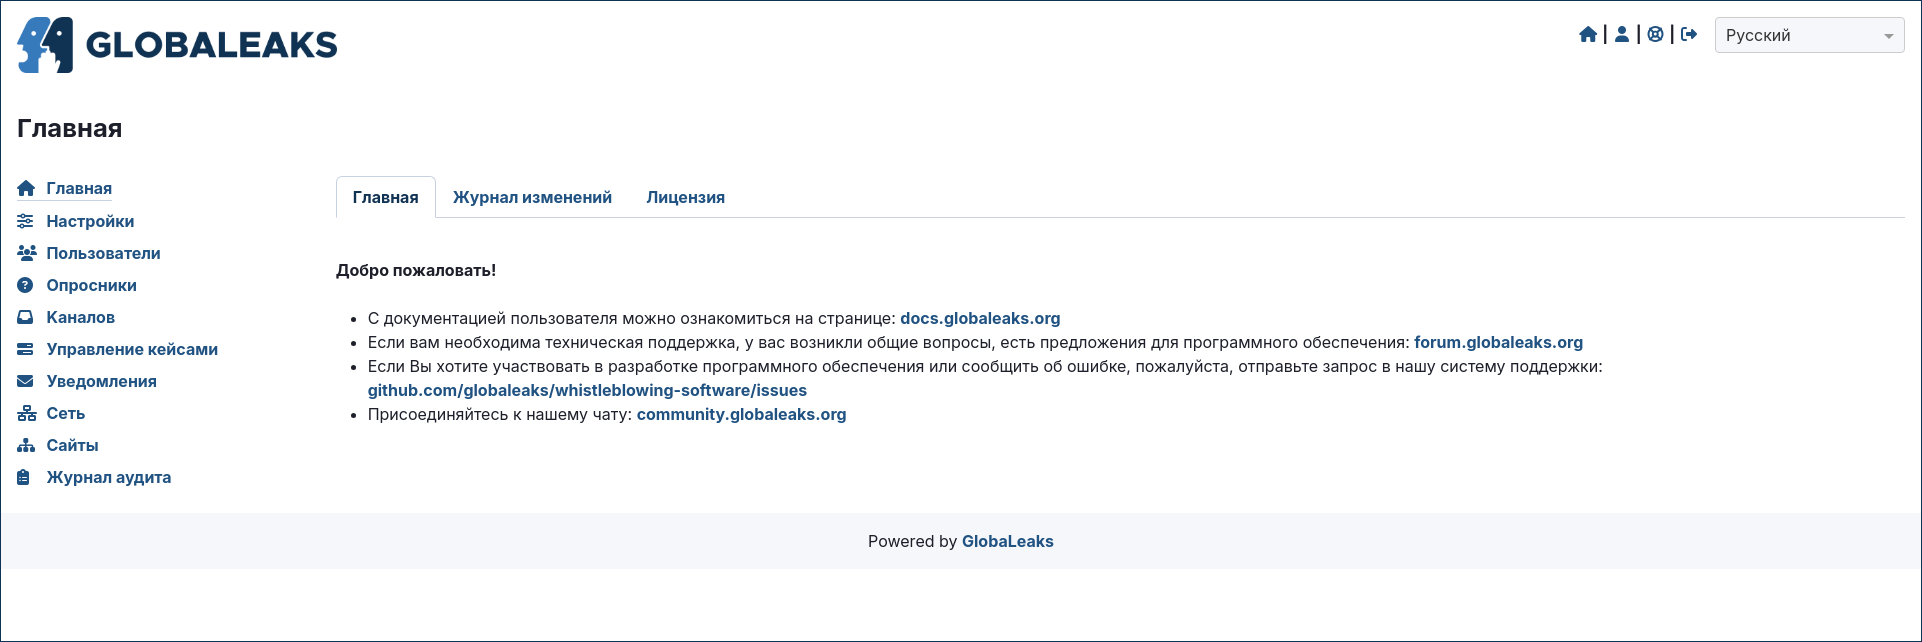 GLOBALEAKS
| | |
Русский
Главная
Главная
Настройки
Пользователи
Опросники
Каналов
Управление кейсами
Уведомления
Сеть
Сайты
Журнал аудита
Главная Журнал изменений Лицензия
Добро пожаловать!
• С документацией пользователя можно ознакомиться на странице: docs.globaleaks.org
• Если вам необходима техническая поддержка, у вас возникли общие вопросы, есть предложения для программного обеспечения: forum.globaleaks.org
• Если Вы хотите участвовать в разработке программного обеспечения или сообщить об ошибке, пожалуйста, отправьте запрос в нашу систему поддержки:
github.com/globaleaks/whistleblowing-software/issues
• Присоединяйтесь к нашему чату: community.globaleaks.org
Powered by GlobaLeaks